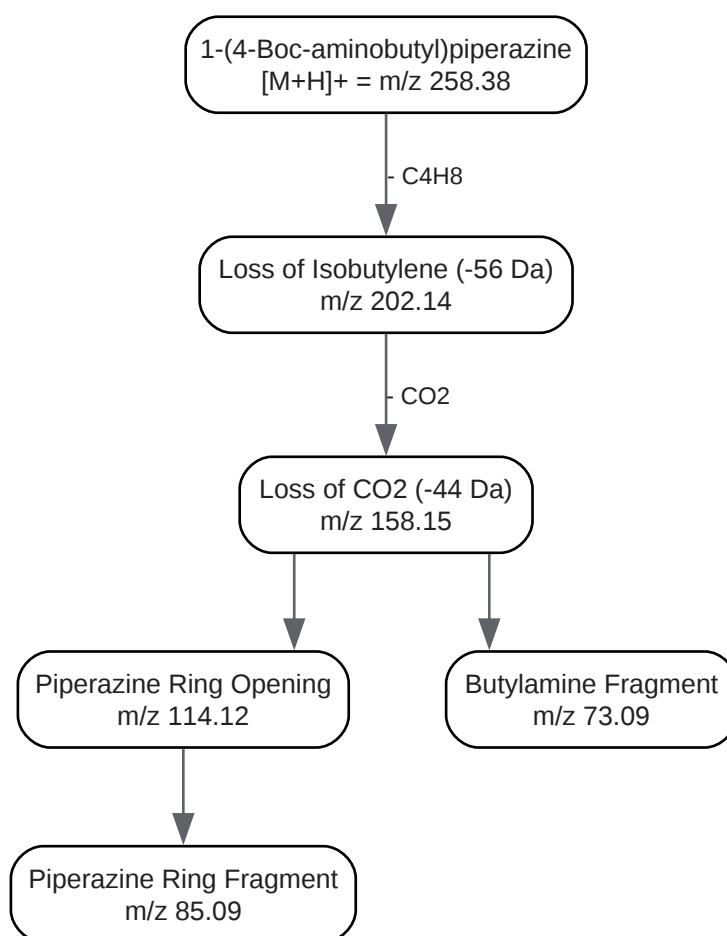 1-(4-Boc-aminobutyl)piperazine
[M+H]+ = m/z 258.38
- C4H8
Loss of Isobutylene (-56 Da)
m/z 202.14
- CO2
Loss of CO2 (-44 Da)
m/z 158.15
Piperazine Ring Opening
m/z 114.12
Butylamine Fragment
m/z 73.09
Piperazine Ring Fragment
m/z 85.09